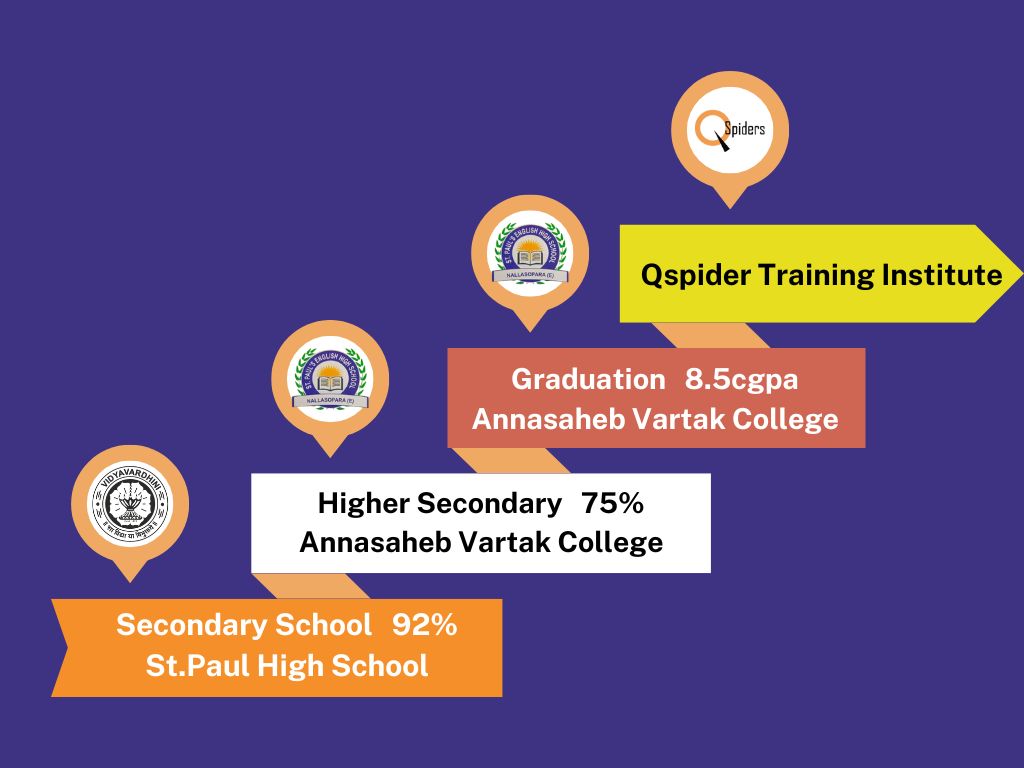 Spiders
ST. PAUL'S ENGLISH HIGH SCHOOL
NALLASOPARA (E)
Qspider Training Institute
ST. PAUL'S ENGLISH HIGH SCHOOL
NALLASOPARA (E)
Graduation 8.5cgpa
Annasaheb Vartak College
VIDYAVARDHINI
॥ सा विद्या या विमुक्तये ॥
Higher Secondary 75%
Annasaheb Vartak College
Secondary School 92%
St.Paul High School